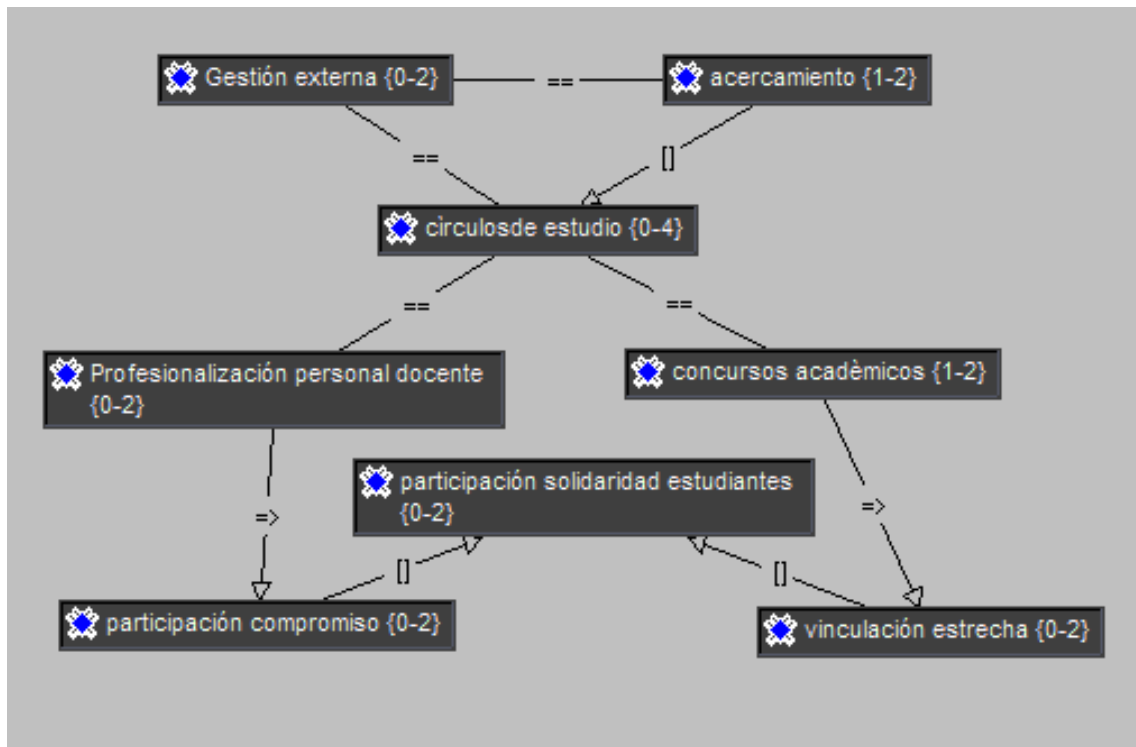 Gestión externa {0-2}
==
acercamiento {1-2}
==
[]
cìrculosde estudio {0-4}
==
==
Profesionalización personal docente
{0-2}
concursos acadèmicos {1-2}
participación solidaridad estudiantes
{0-2}
=>
=>
[]
[]
participación compromiso {0-2}
vinculación estrecha {0-2}